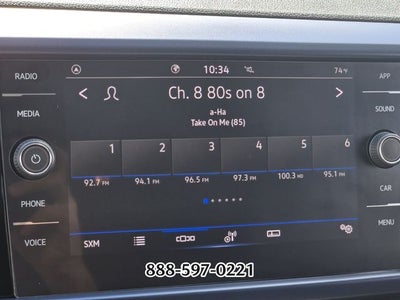 RADIO 10:34 74°F APP
MEDIA < Ch. 8 80s on 8 > SOUND
a-Ha
Take On Me (85)
1 2 3 4 5 6
92.7 FM 94.1 FM 96.5 FM 97.3 FM 100.3 HD 95.1 FM
PHONE CAR
VOICE SXM MENU
888-597-0221